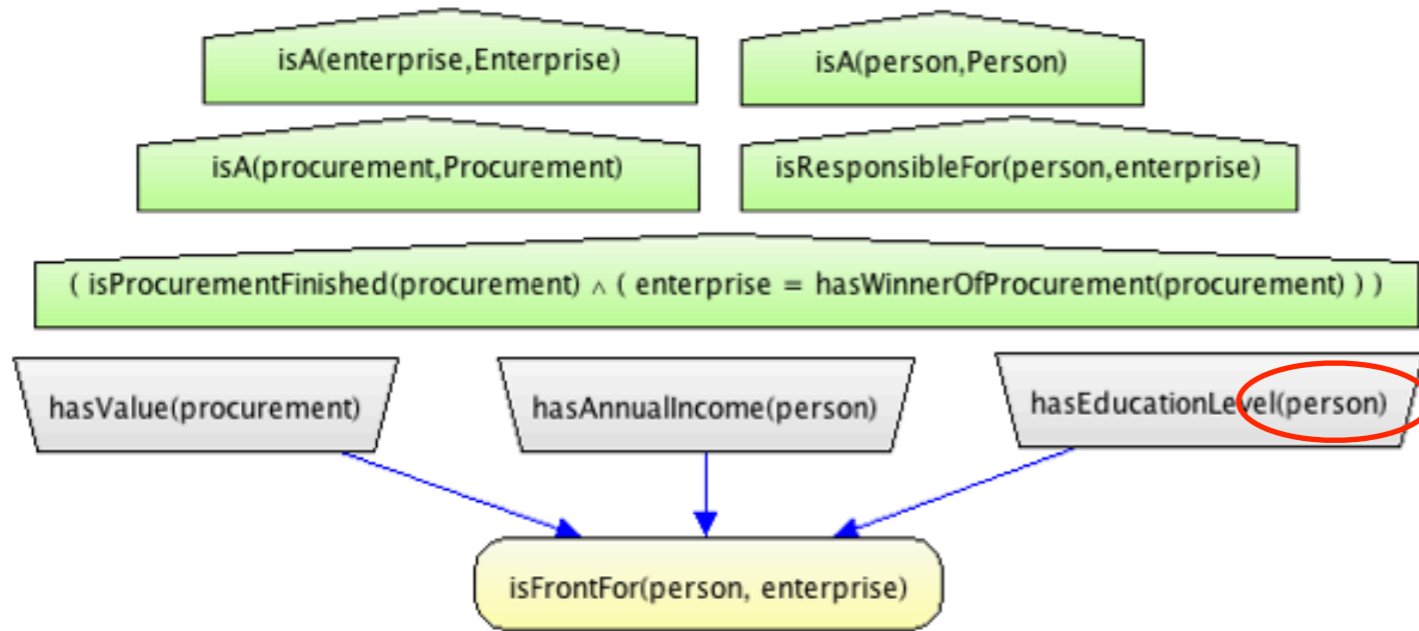 isA(enterprise,Enterprise)
isA(person,Person)
isA(procurement,Procurement)
isResponsibleFor(person,enterprise)
( isProcurementFinished(procurement) ∧ ( enterprise = hasWinnerOfProcurement(procurement) ) )
hasValue(procurement)
hasAnnualIncome(person)
hasEducationLevel(person)
isFrontFor(person, enterprise)